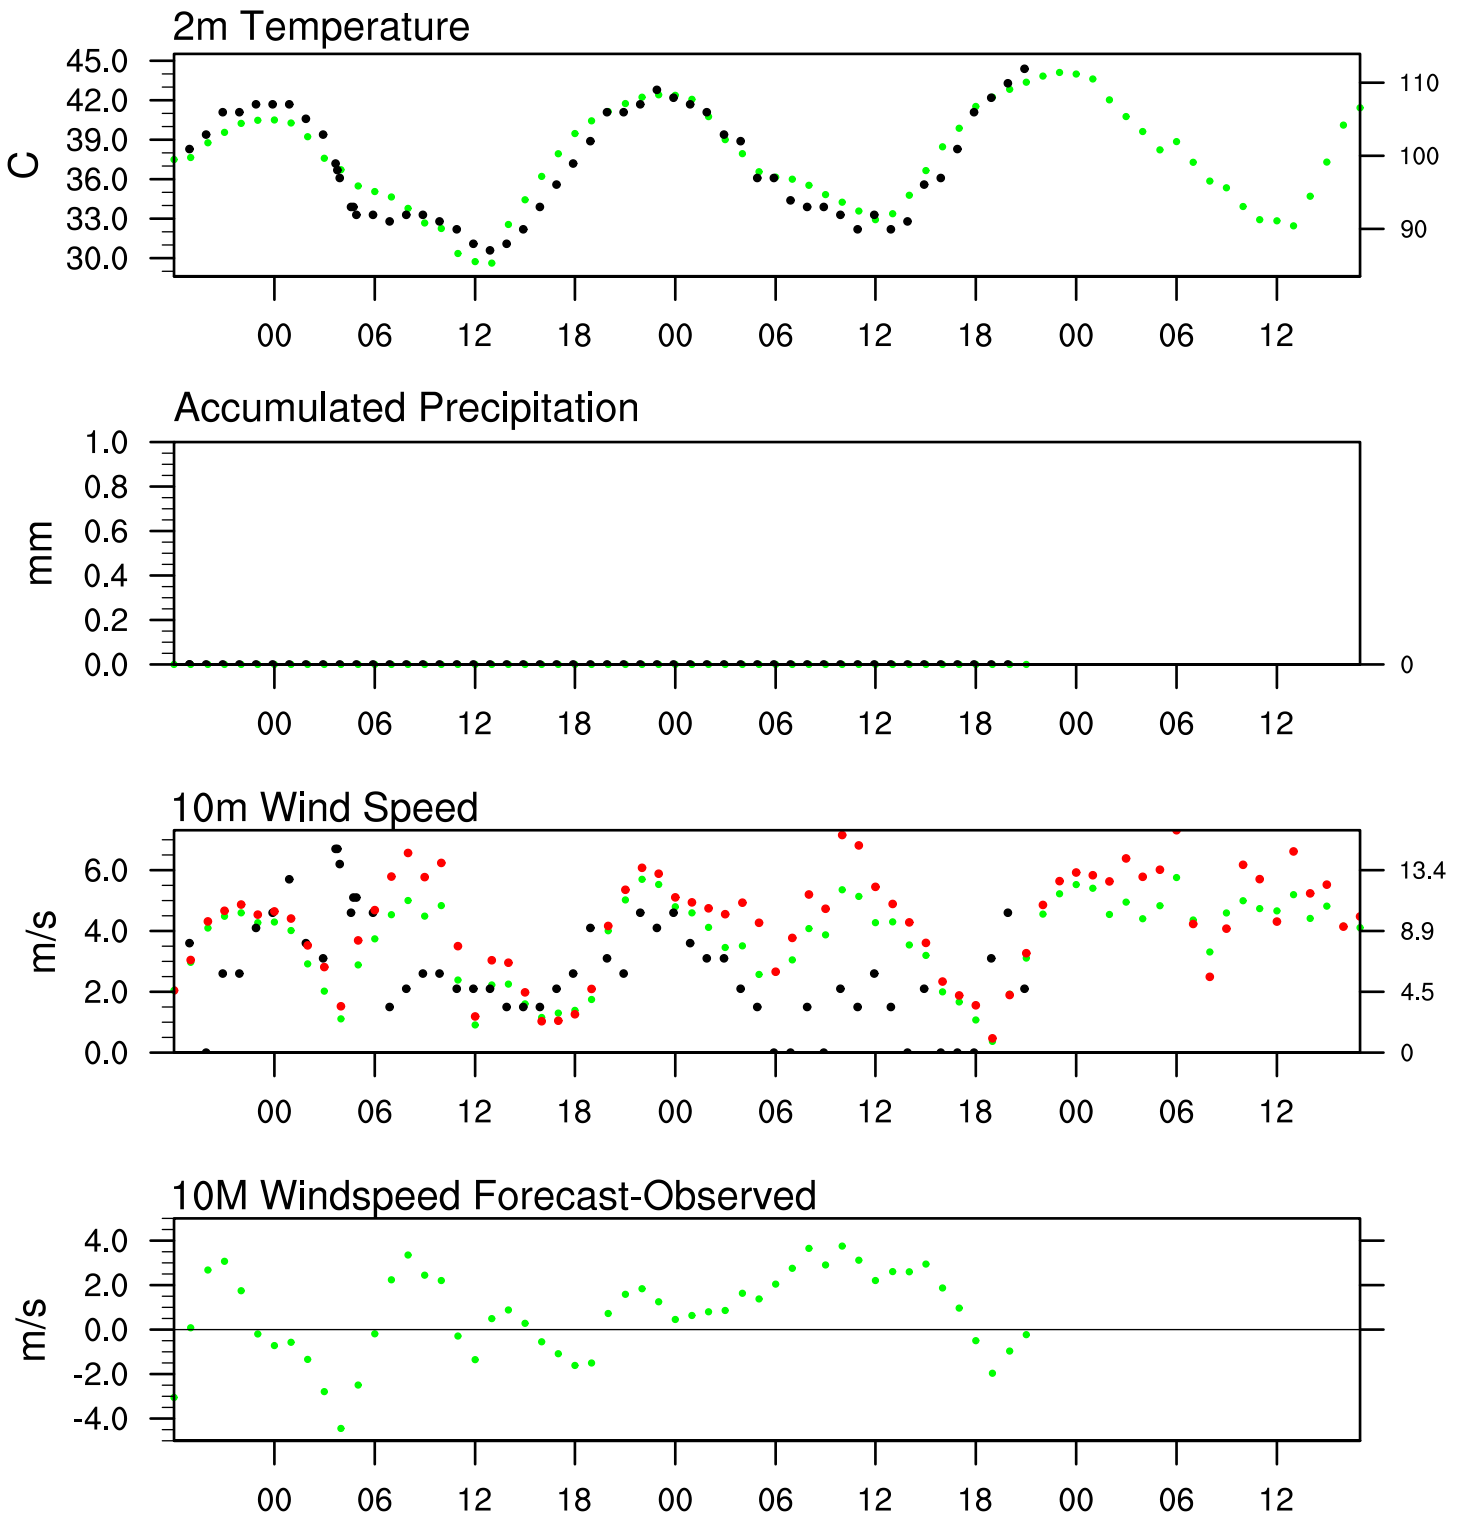 2m Temperature
45.0
42.0
39.0
36.0
33.0
30.0
C
110
100
90
00 06 12 18 00 06 12 18 00 06 12
Accumulated Precipitation
1.0
0.8
0.6
0.4
0.2
0.0
mm
0
00 06 12 18 00 06 12 18 00 06 12
10m Wind Speed
6.0
4.0
2.0
0.0
m/s
13.4
8.9
4.5
0
00 06 12 18 00 06 12 18 00 06 12
10M Windspeed Forecast-Observed
4.0
2.0
0.0
-2.0
-4.0
m/s
00 06 12 18 00 06 12 18 00 06 12